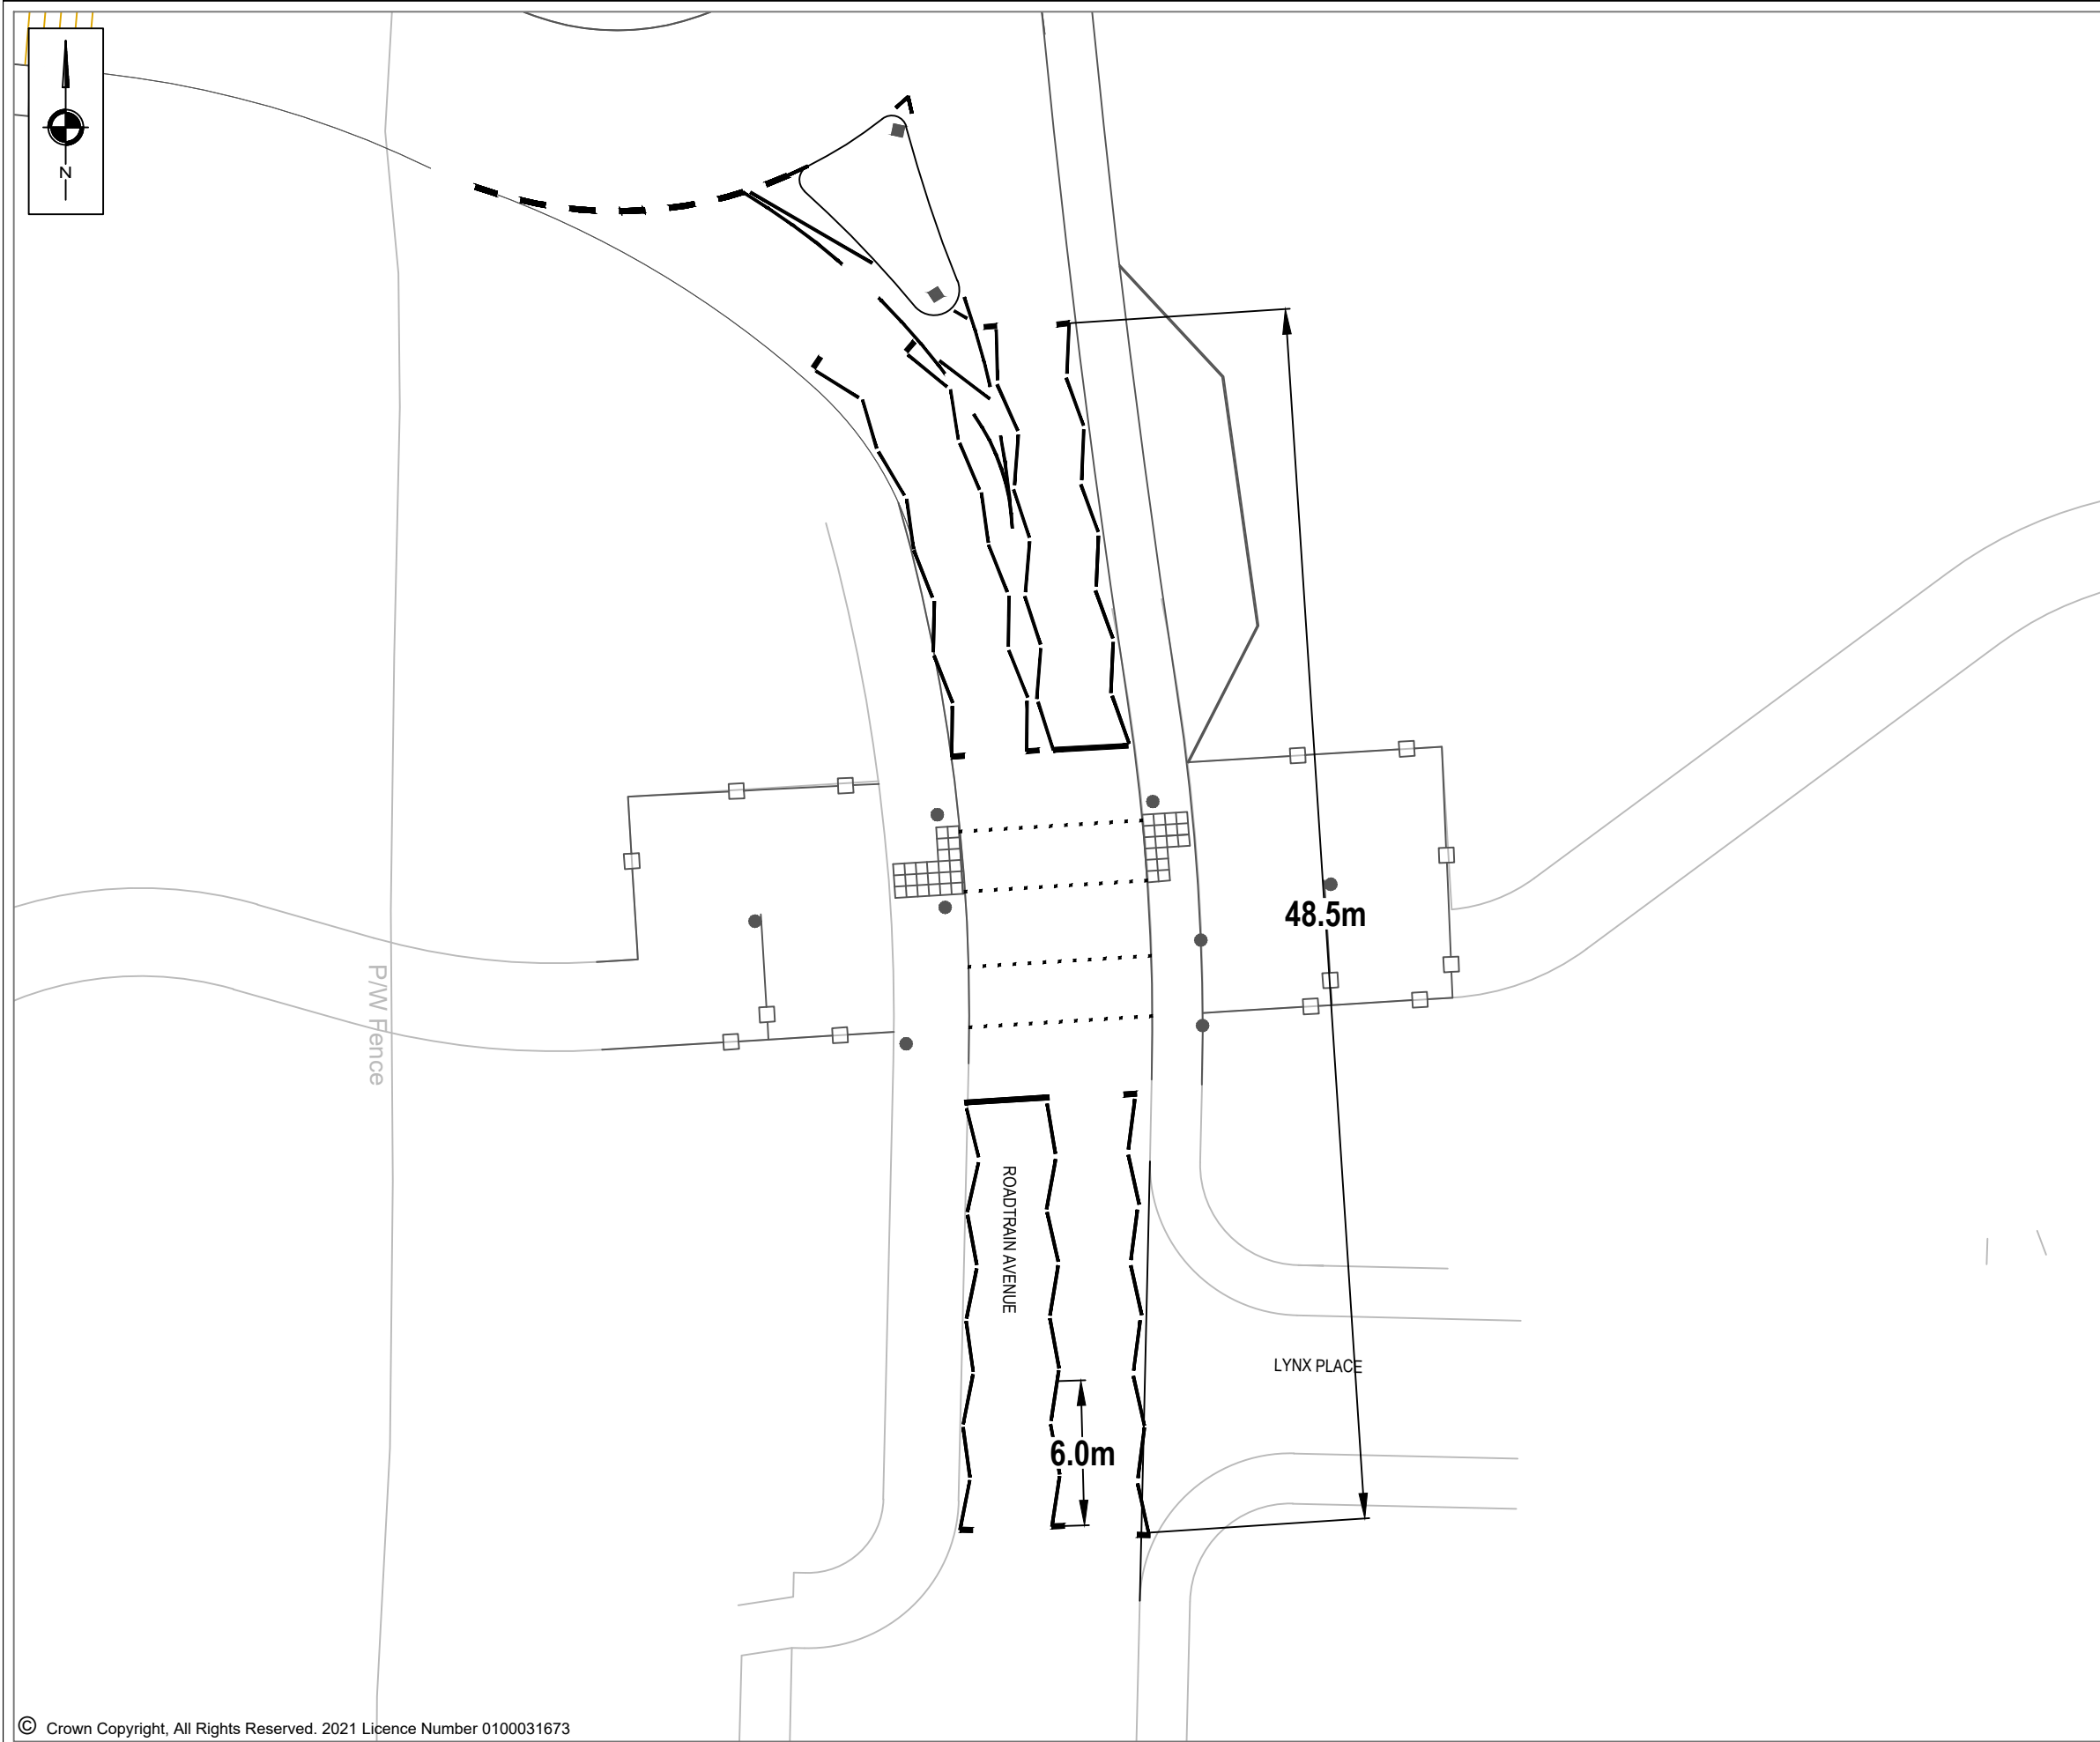 N
48.5m
P/W Fence
ROADTRAIN AVENUE
LYNX PLACE
6.0m
© Crown Copyright, All Rights Reserved. 2021 Licence Number 0100031673